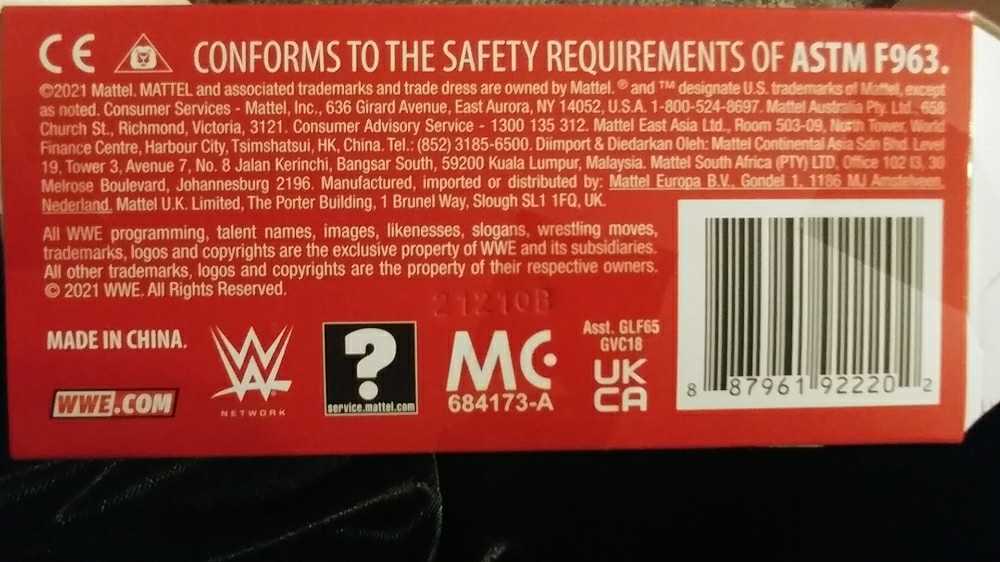 CE CONFORMS TO THE SAFETY REQUIREMENTS OF ASTM F963.
©2021 Mattel. MATTEL and associated trademarks and trade dress are owned by Mattel. ® and ™ designate U.S. trademarks of Mattel, except
as noted. Consumer Services - Mattel, Inc., 636 Girard Avenue, East Aurora, NY 14052, U.S.A. 1-800-524-8697. Mattel Australia Pty. Ltd., 658
Church St., Richmond, Victoria, 3121. Consumer Advisory Service - 1300 135 312. Mattel East Asia Ltd., Room 503-09, North Tower, World
Finance Centre, Harbour City, Tsimshatsui, HK, China. Tel.: (852) 3185-6500. Diimport & Diedarkan Oleh: Mattel Continental Asia Sdn Bhd. Level
19, Tower 3, Avenue 7, No. 8 Jalan Kerinchi, Bangsar South, 59200 Kuala Lumpur, Malaysia. Mattel South Africa (PTY) LTD, Office 102 I3, 30
Melrose Boulevard, Johannesburg 2196. Manufactured, imported or distributed by: Mattel Europa B.V., Gondel 1, 1186 MJ Amstelveen,
Nederland. Mattel U.K. Limited, The Porter Building, 1 Brunel Way, Slough SL1 1FQ, UK.
All WWE programming, talent names, images, likenesses, slogans, wrestling moves,
trademarks, logos and copyrights are the exclusive property of WWE and its subsidiaries.
All other trademarks, logos and copyrights are the property of their respective owners.
© 2021 WWE. All Rights Reserved.
21210B
MADE IN CHINA.
WWE.COM
W
NETWORK
?
service.mattel.com
MC
684173-A
Asst. GLF65
GVC18
UK
CA
8 87961 92220 2